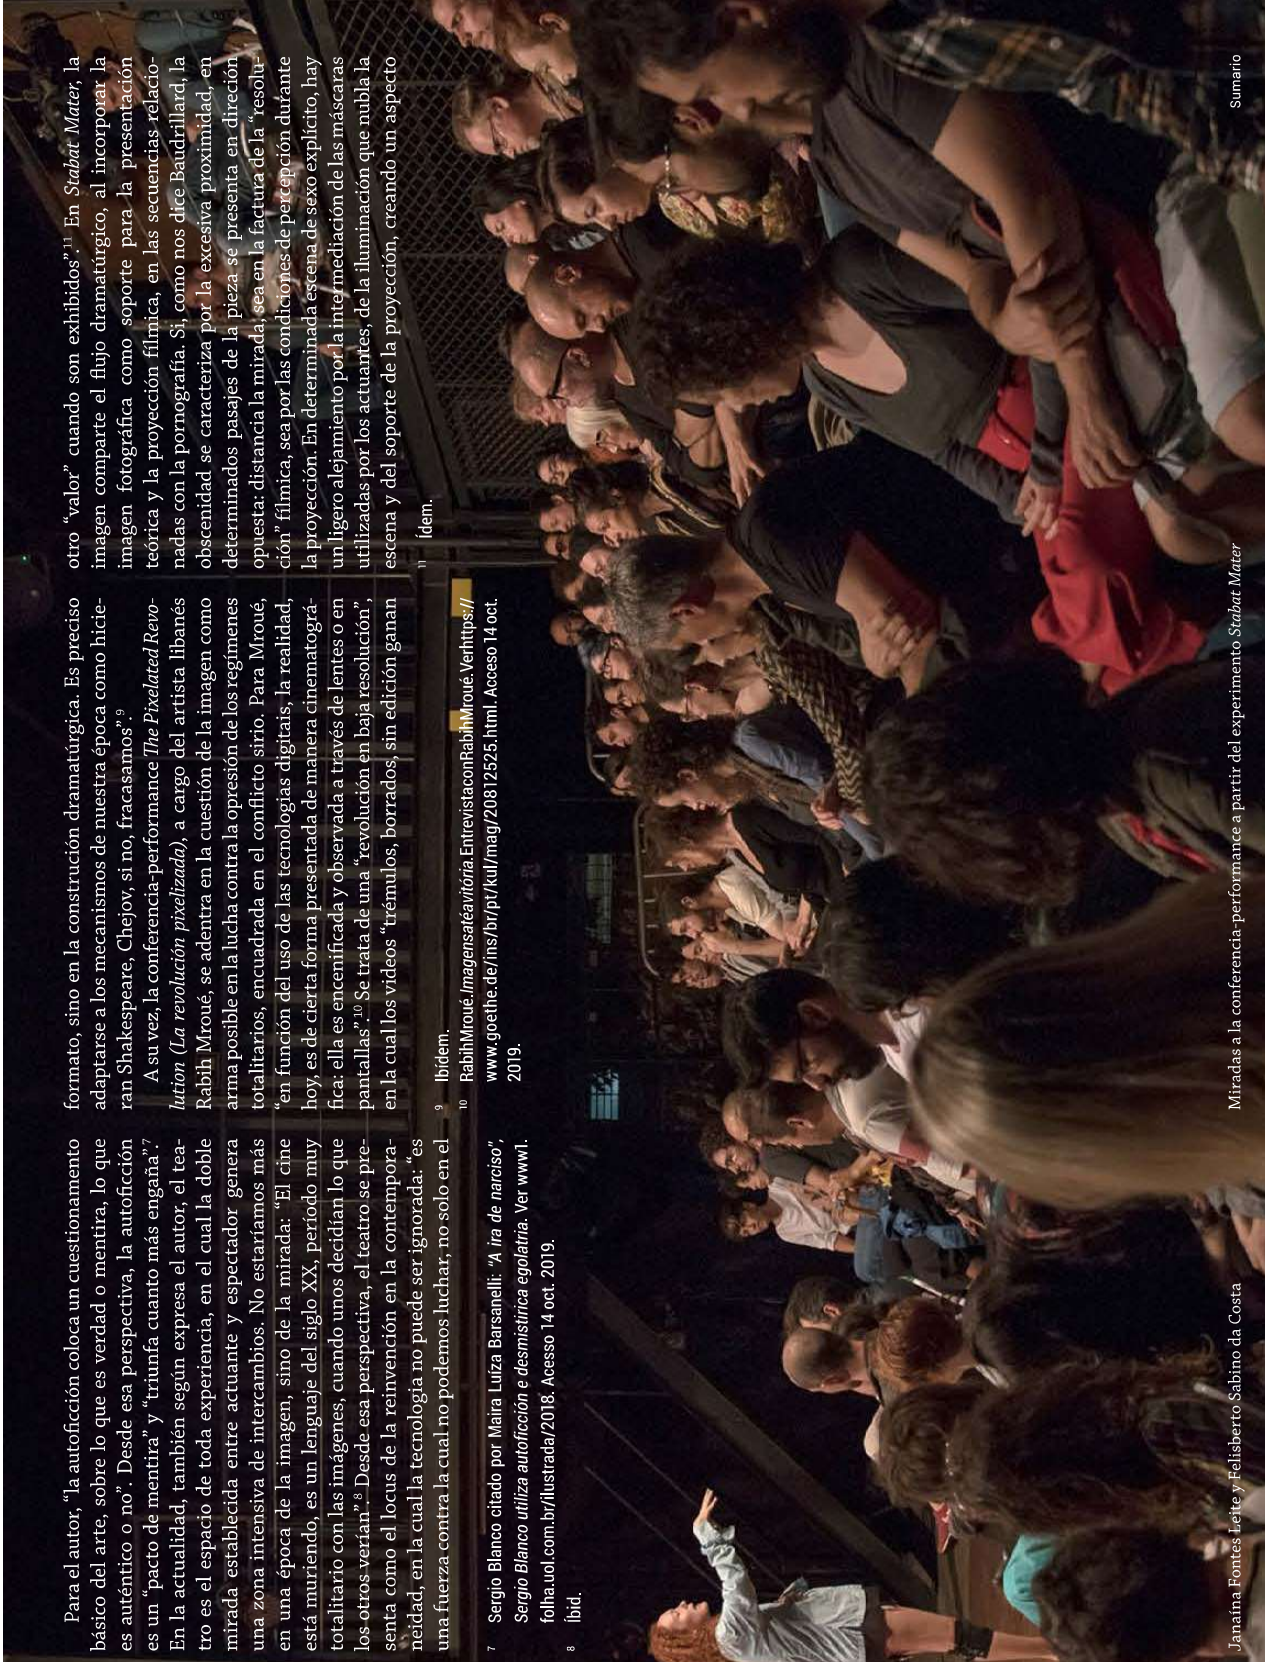 Para el autor, “la autoficción coloca un cuestionamento
básico del arte, sobre lo que es verdad o mentira, lo que
es auténtico o no”. Desde esa perspectiva, la autoficción
es un “pacto de mentira” y “triunfa cuanto más engaña”.7
En la actualidad, también según expresa el autor, el tea-
tro es el espacio de toda experiencia, en el cual la doble
mirada establecida entre actuante y espectador genera
una zona intensiva de intercambios. No estaríamos más
en una época de la imagen, sino de la mirada: “El cine
está muriendo, es un lenguaje del siglo XX, período muy
totalitario con las imágenes, cuando unos decidían lo que
los otros verían”.8 Desde esa perspectiva, el teatro se pre-
senta como el locus de la reinvención en la contempora-
neidad, en la cual la tecnología no puede ser ignorada: “es
una fuerza contra la cual no podemos luchar, no solo en el
7 Sergio Blanco citado por Maira Luíza Barsanelli: “A ira de narciso”,
Sergio Blanco utiliza autoficción e desmistirica egolatria. Ver www1.
folha.uol.com.br/ilustrada/2018. Acesso 14 oct. 2019.
8 Íbid.
formato, sino en la construción dramatúrgica. Es preciso
adaptarse a los mecanismos de nuestra época como hicie-
ran Shakespeare, Chejov, si no, fracasamos”.9
A su vez, la conferencia-performance The Pixelated Revo-
lution (La revolución pixelizada), a cargo del artista libanés
Rabih Mroué, se adentra en la cuestión de la imagen como
arma posible en la lucha contra la opresión de los regímenes
totalitarios, encuadrada en el conflicto sirio. Para Mroué,
“en función del uso de las tecnologías digitais, la realidad,
hoy, es de cierta forma presentada de manera cinematográ-
fica: ella es encenificada y observada a través de lentes o en
pantallas”.10 Se trata de una “revolución en baja resolución”,
en la cual los videos “trémulos, borrados, sin edición ganan
9 Ibidem.
10 Rabih Mroué. Imagens até a vitória. Entrevista con Rabih Mroué. Ver https://
www.goethe.de/ins/br/pt/kul/mag/20812525.html. Acceso 14 oct.
2019.
otro “valor” cuando son exhibidos”.11 En Stabat Mater, la
imagen comparte el flujo dramatúrgico, al incorporar la
imagen fotográfica como soporte para la presentación
teórica y la proyección fílmica, en las secuencias relacio-
nadas con la pornografía. Si, como nos dice Baudrillard, la
obscenidad se caracteriza por la excesiva proximidad, en
determinados pasajes de la pieza se presenta en direción
opuesta: distancia la mirada, sea en la factura de la “resolu-
ción” fílmica, sea por las condiciones de percepción durante
la proyección. En determinada escena de sexo explícito, hay
un ligero alejamiento por la intermediación de las máscaras
utilizadas por los actuantes, de la iluminación que nubla la
escena y del soporte de la proyección, creando un aspecto
11 Ídem.
Janaína Fontes Leite y Felisberto Sabino da Costa
Miradas a la conferencia-performance a partir del experimento Stabat Mater
Sumario